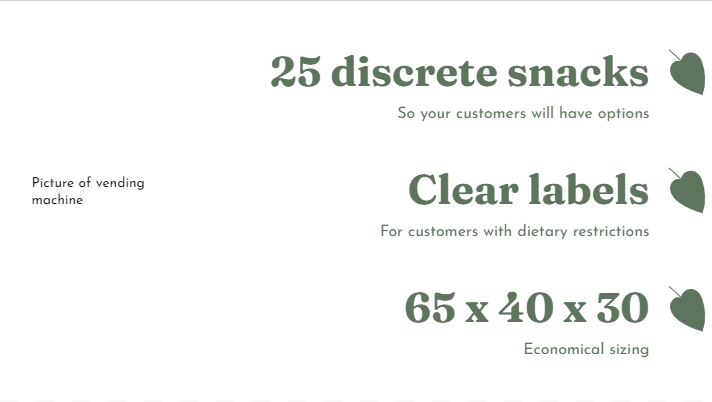 25 discrete snacks
So your customers will have options
Picture of vending
machine
Clear labels
For customers with dietary restrictions
65 x 40 x 30
Economical sizing